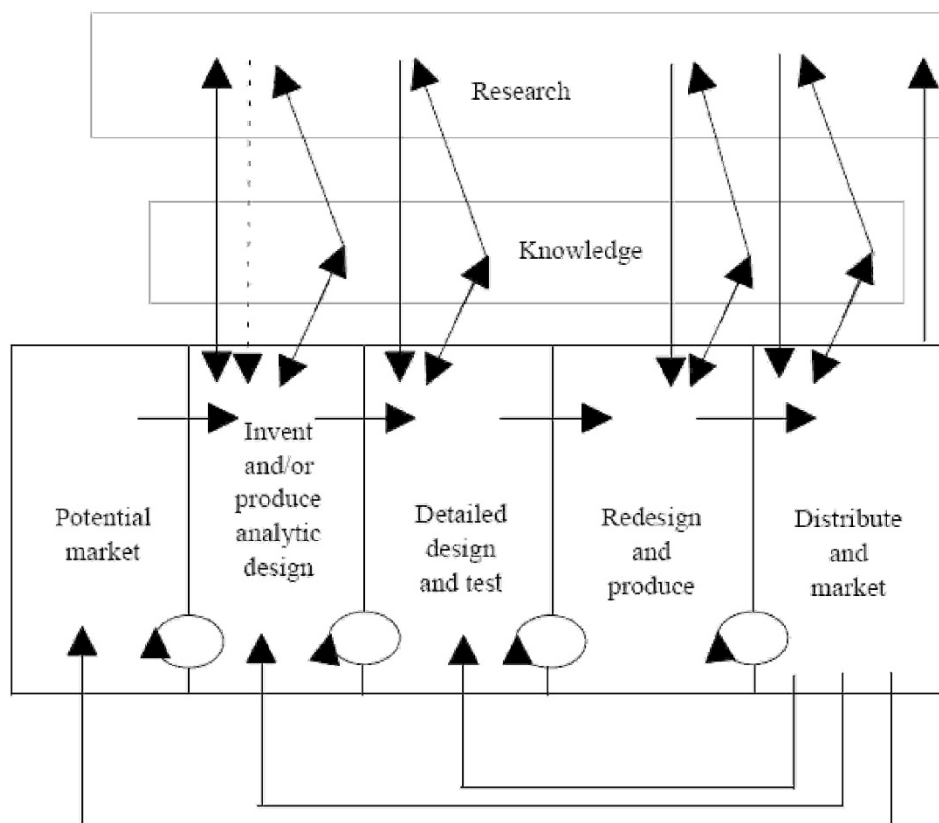 Research
Knowledge
Potential
market
Invent
and/or
produce
analytic
design
Detailed
design
and test
Redesign
and
produce
Distribute
and
market